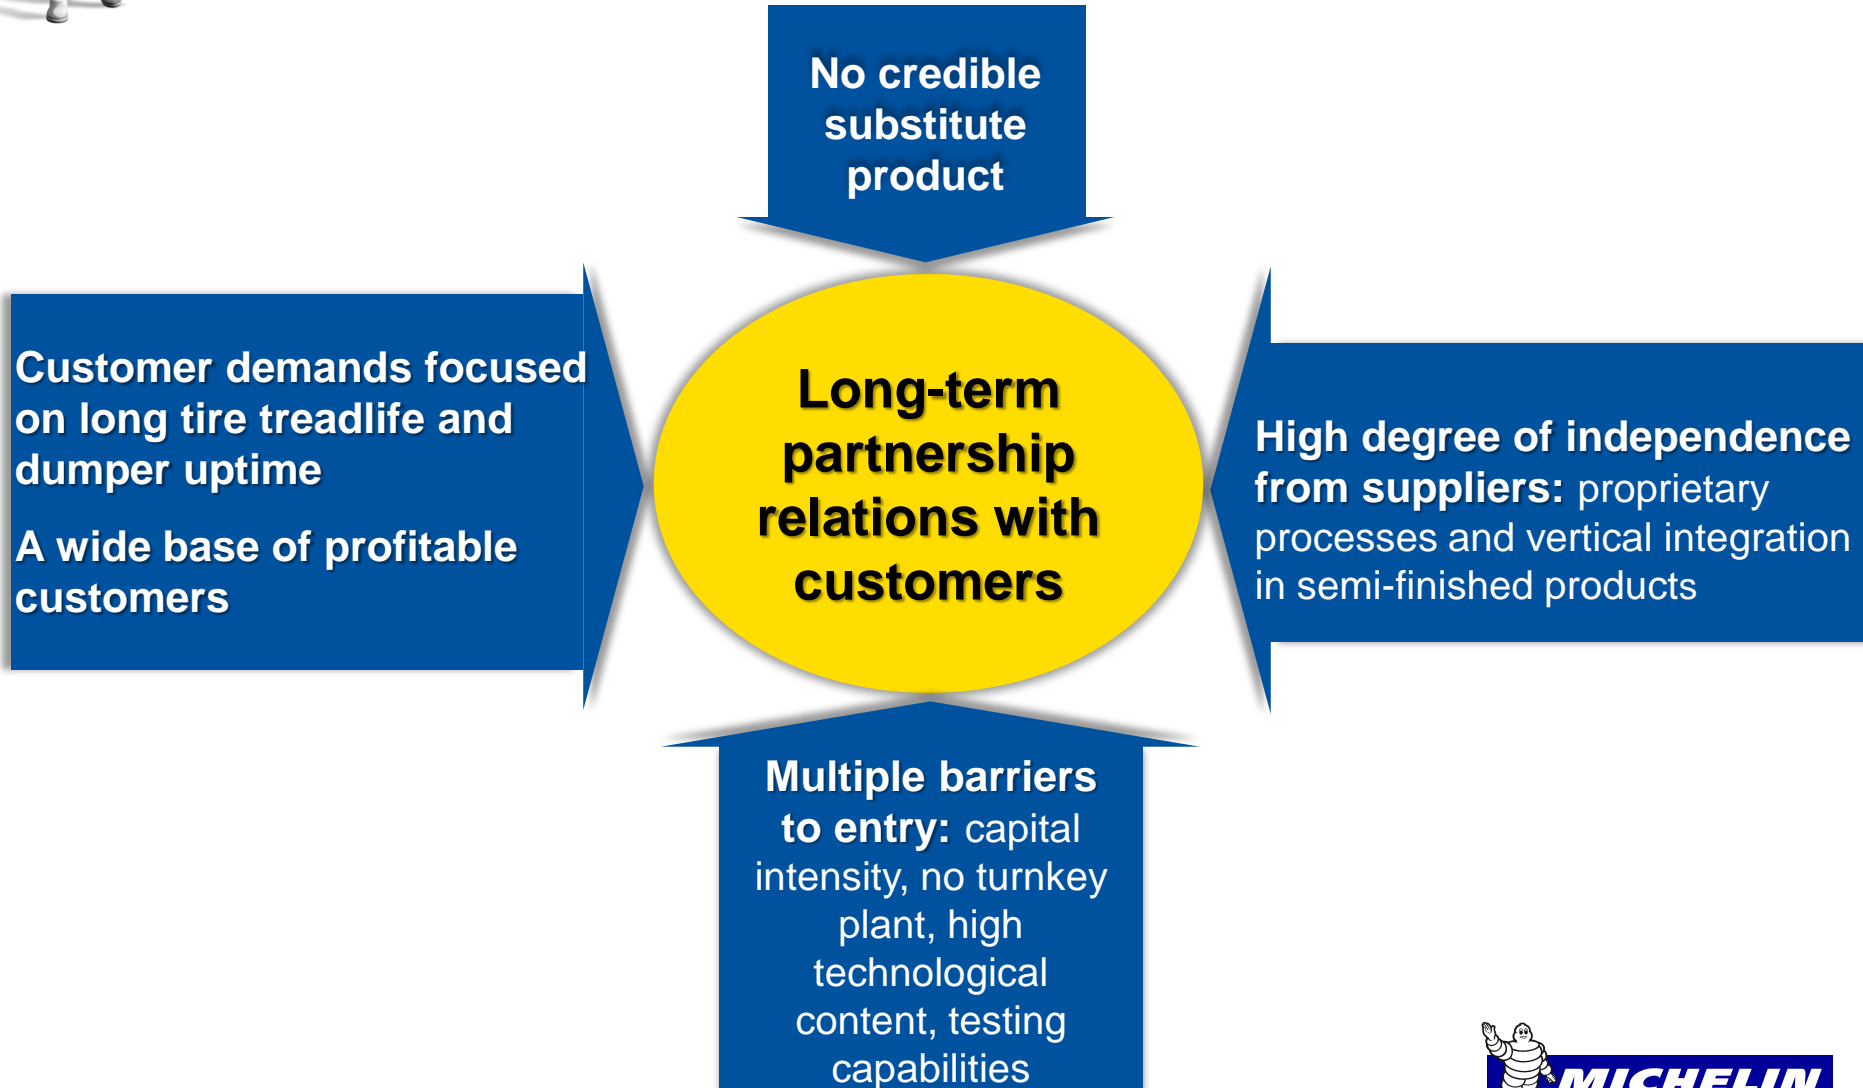 No credible
substitute
product
Customer demands focused
on long tire treadlife and
dumper uptime
A wide base of profitable
customers
Long-term
partnership
relations with
customers
High degree of independence
from suppliers: proprietary
processes and vertical integration
in semi-finished products
Multiple barriers
to entry: capital
intensity, no turnkey
plant, high
technological
content, testing
capabilities
MICHELIN